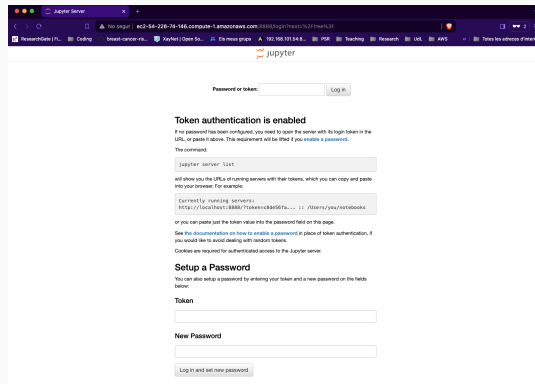 Jupyter Server
No segur
ec2-54-226-74-146.compute-1.amazonaws.com:8888/login?next=%2Ftree%3F
2
ResearchGate | Fi...
Coding
breast-cancer-ris...
XayNet | Open So...
Els meus grups
192.168.101.54:8...
PSR
Teaching
Research
UdL
AWS
»
Totes les adreces d'interès
jupyter
Password or token:
Log in
Token authentication is enabled
If no password has been configured, you need to open the server with its login token in the
URL, or paste it above. This requirement will be lifted if you enable a password.
The command:
jupyter server list
will show you the URLs of running servers with their tokens, which you can copy and paste
into your browser. For example:
Currently running servers:
http://localhost:8888/?token=c8de56fa... :: /Users/you/notebooks
or you can paste just the token value into the password field on this page.
See the documentation on how to enable a password in place of token authentication, if
you would like to avoid dealing with random tokens.
Cookies are required for authenticated access to the Jupyter server.
Setup a Password
You can also setup a password by entering your token and a new password on the fields
below:
Token
New Password
Log in and set new password